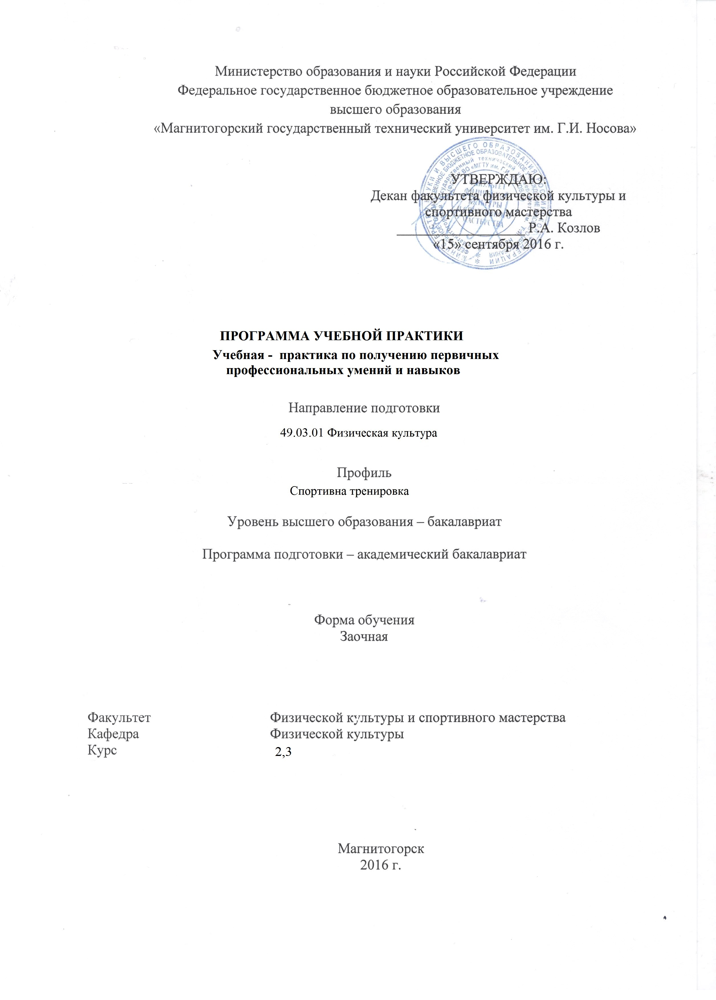 Министерство образования и науки Российской Федерации
Федеральное государственное бюджетное образовательное учреждение
высшего образования
«Магнитогорский государственный технический университет им. Г.И. Носова»
УТВЕРЖДАЮ:
Декан факультета физической культуры и
спортивного мастерства
Р.А. Козлов
«15» сентября 2016 г.
ПРОГРАММА УЧЕБНОЙ ПРАКТИКИ
Учебная - практика по получению первичных
профессиональных умений и навыков
Направление подготовки
49.03.01 Физическая культура
Профиль
Спортивна тренировка
Уровень высшего образования – бакалавриат
Программа подготовки – академический бакалавриат
Форма обучения
Заочная
Факультет Физической культуры и спортивного мастерства
Кафедра Физической культуры
Курс 2,3
Магнитогорск
2016 г.